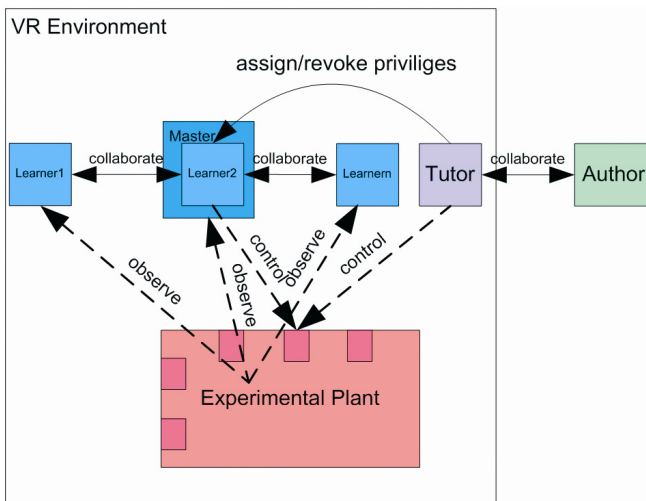 VR Environment
assign/revoke priviliges
Master
Learner1
collaborate
Learner2
collaborate
Learnern
Tutor
collaborate
Author
observe
observe
control
observe
control
Experimental Plant